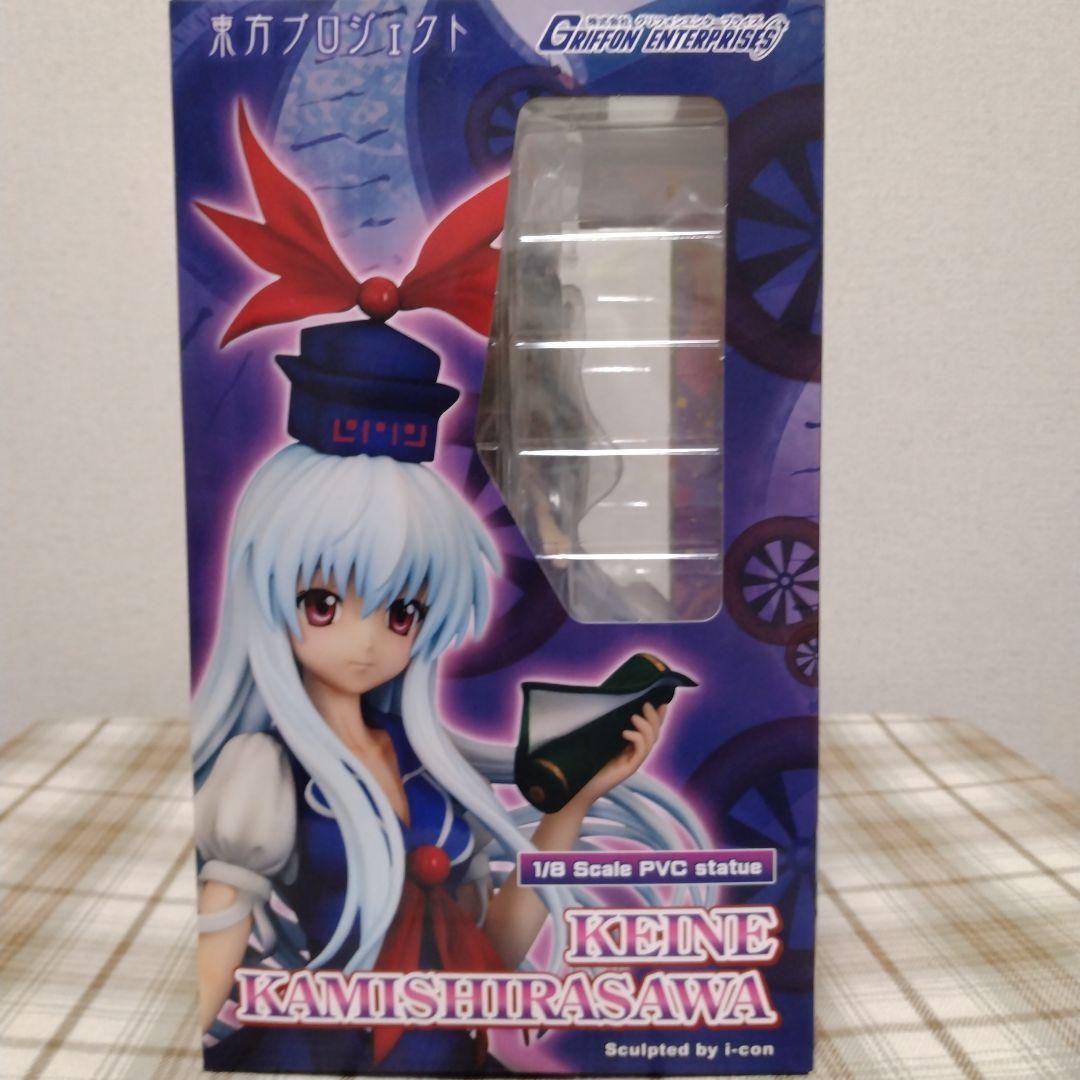 東方プロジェクト
株式会社 グリフォンエンタープライズ
GRIFFON ENTERPRISES
1/8 Scale PVC statue
KEINE
KAMISHIRASAWA
Sculpted by i-con